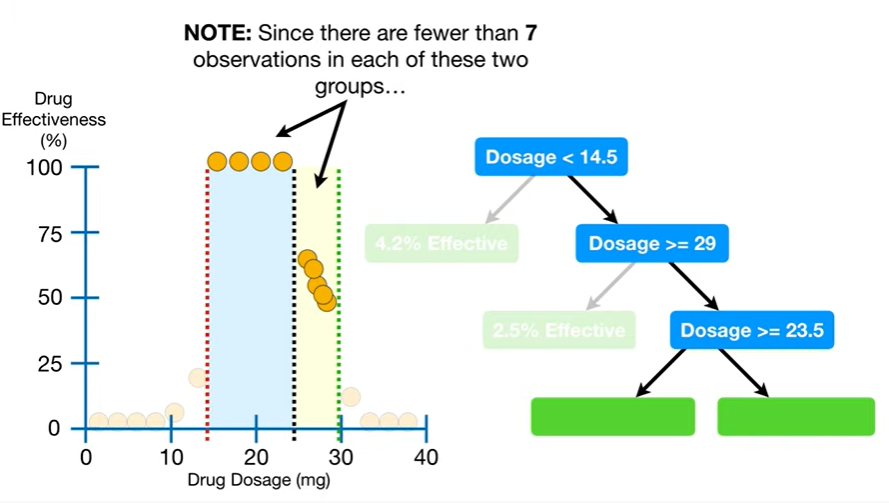 NOTE: Since there are fewer than 7
observations in each of these two
groups…
Drug
Effectiveness
(%)
100
75
50
25
0
0
10
20
30
40
Drug Dosage (mg)
Dosage < 14.5
4.2% Effective
Dosage >= 29
2.5% Effective
Dosage >= 23.5